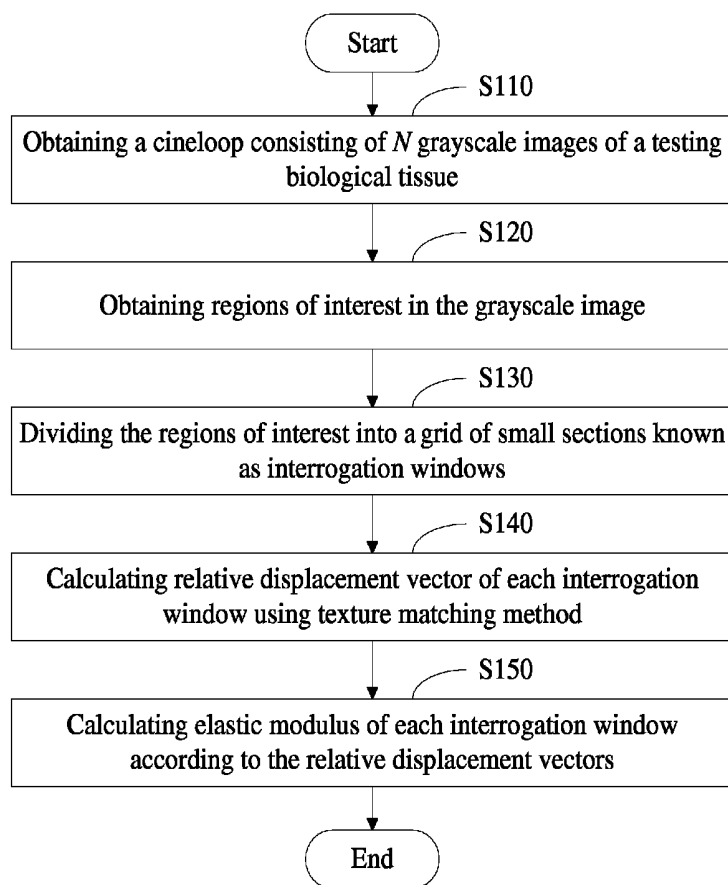 Start
S110
Obtaining a cineloop consisting of N grayscale images of a testing
biological tissue
S120
Obtaining regions of interest in the grayscale image
S130
Dividing the regions of interest into a grid of small sections known
as interrogation windows
S140
Calculating relative displacement vector of each interrogation
window using texture matching method
S150
Calculating elastic modulus of each interrogation window
according to the relative displacement vectors
End